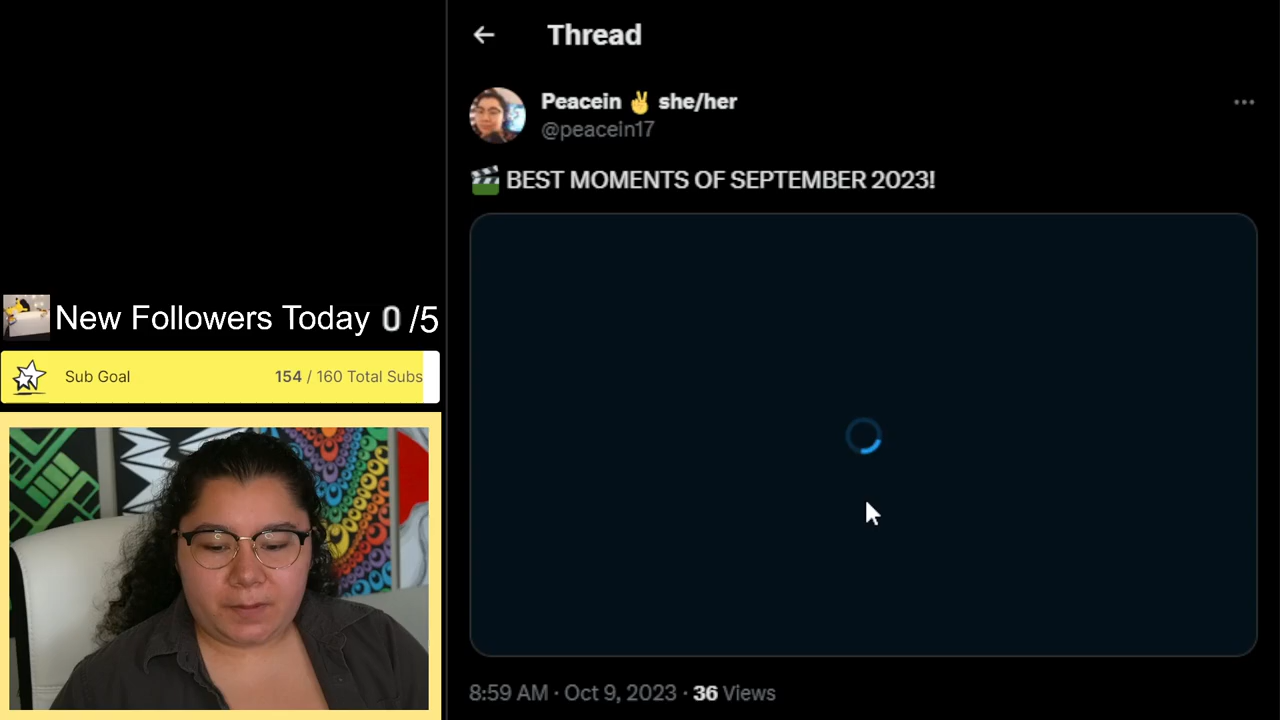 Thread
Peacein ✌ she/her
@peacein17
🎬 BEST MOMENTS OF SEPTEMBER 2023!
New Followers Today 0 /5
Sub Goal 154 / 160 Total Subs
8:59 AM · Oct 9, 2023 · 36 Views